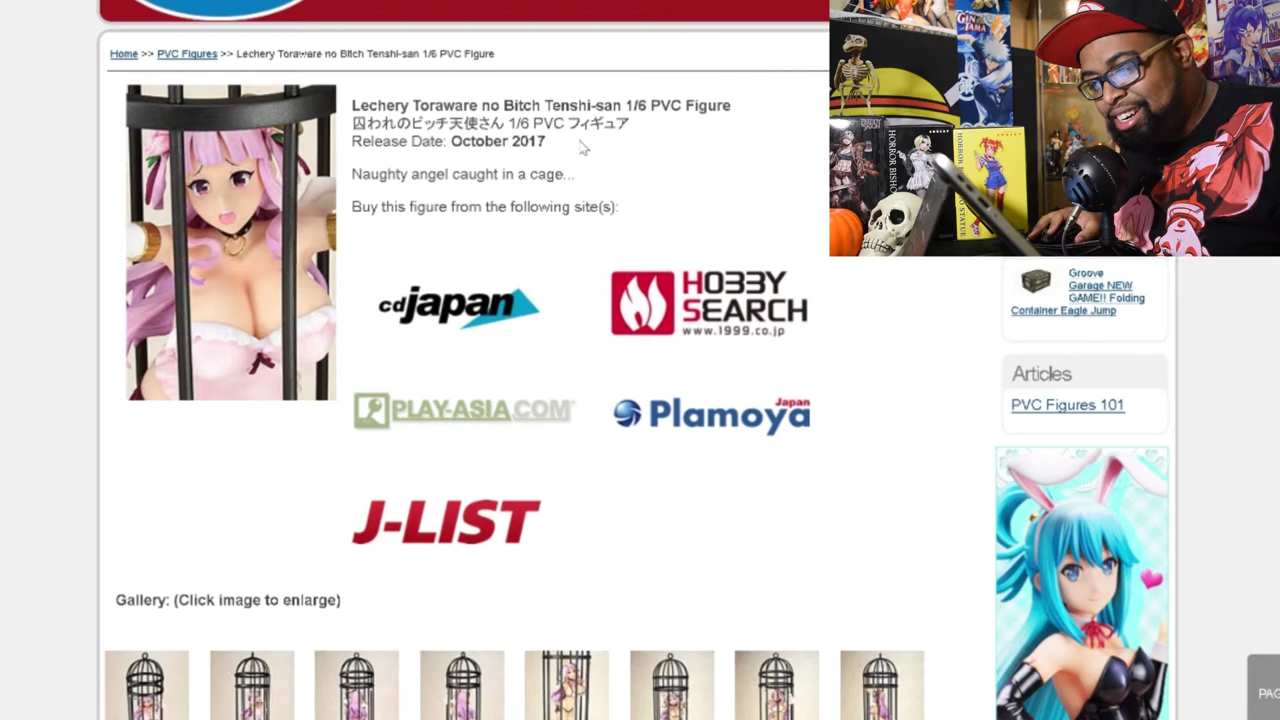 Home >> PVC Figures >> Lechery Toraware no Bitch Tenshi-san 1/6 PVC Figure
Lechery Toraware no Bitch Tenshi-san 1/6 PVC Figure
囚われのビッチ天使さん 1/6 PVC フィギュア
Release Date: October 2017
Naughty angel caught in a cage...
Buy this figure from the following site(s):
cdjapan
HOBBY SEARCH
www.1999.co.jp
PLAY-ASIA.COM
Plamoya
Japan
J-LIST
Gallery: (Click image to enlarge)
GIN TAMA
Groove
Garage NEW
GAME!! Folding
Container Eagle Jump
Articles
PVC Figures 101